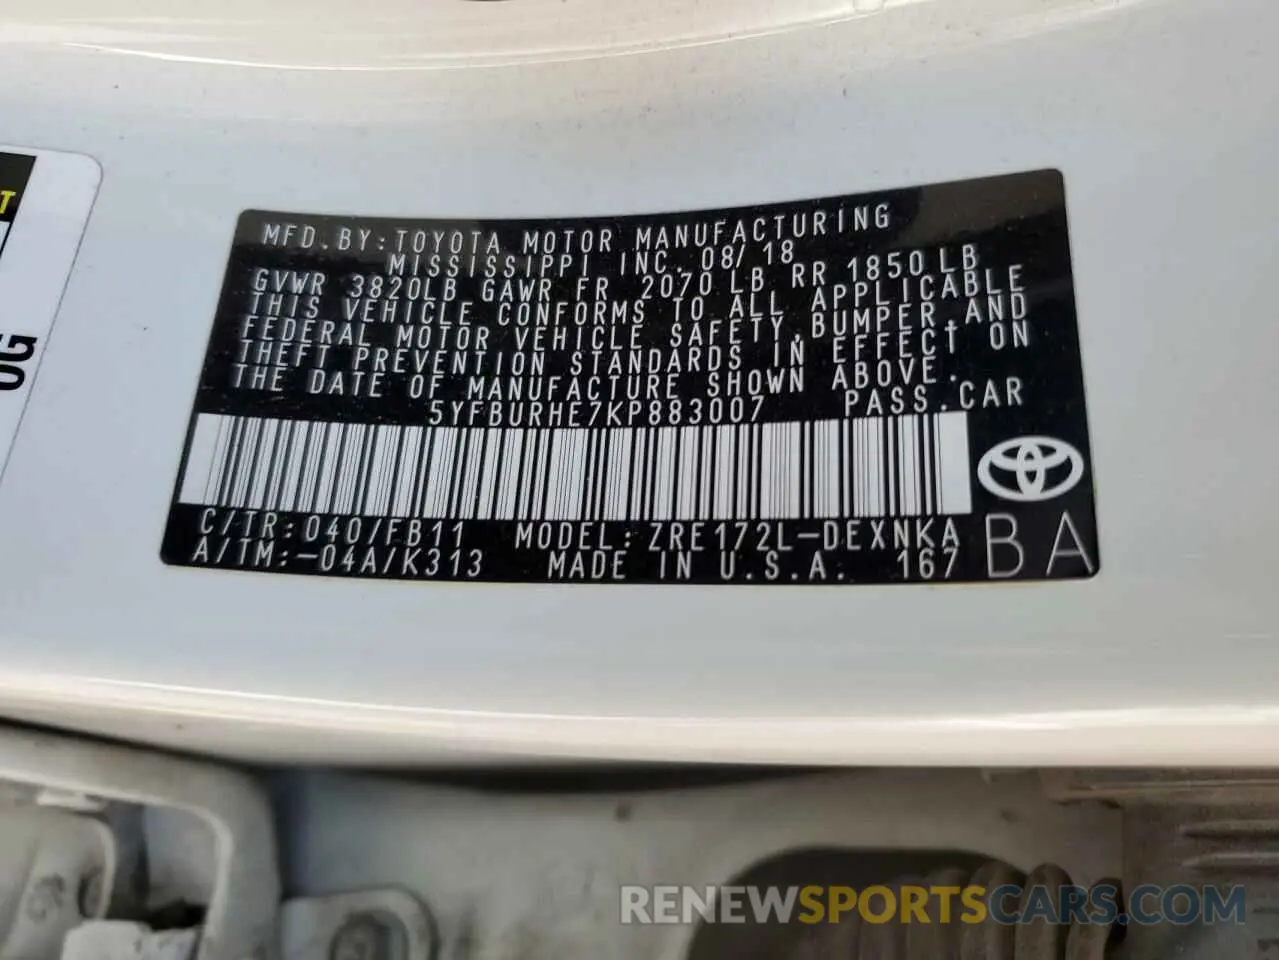 T
OG
MFD.BY:TOYOTA MOTOR MANUFACTURING
MISSISSIPPI INC. 08/18
GVWR 3820LB GAWR FR 2070 LB RR 1850 LB
THIS VEHICLE CONFORMS TO ALL APPLICABLE
FEDERAL MOTOR VEHICLE SAFETY,BUMPER,AND
THEFT PREVENTION STANDARDS IN EFFECT ON
THE DATE OF MANUFACTURE SHOWN ABOVE.
5YFBURHE7KP883007 PASS.CAR
C/TR:040/FB11 MODEL:ZRE172L-DEXNKA
A/TM:-04A/K313 MADE IN U.S.A. 167
BA
RENEWSPORTSCARS.COM